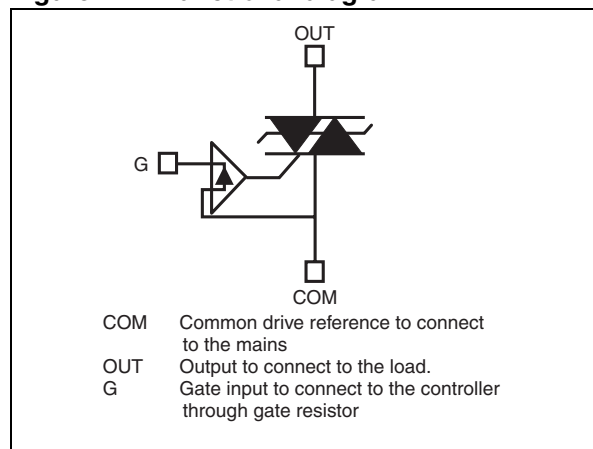 OUT
G
COM
COM Common drive reference to connect
to the mains
OUT Output to connect to the load.
G Gate input to connect to the controller
through gate resistor